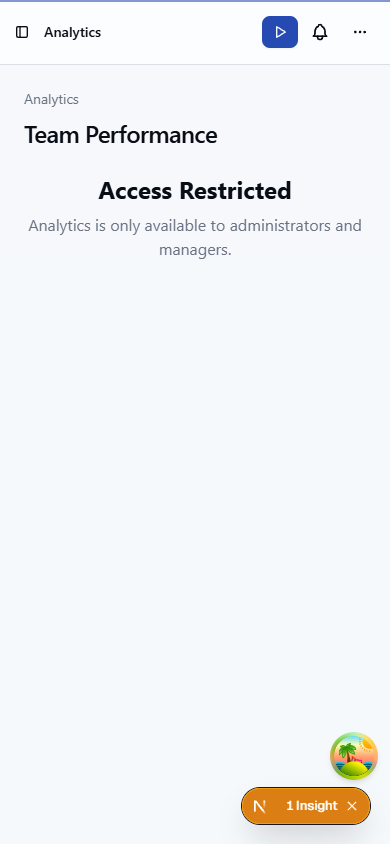 Analytics
Analytics
Team Performance
Access Restricted
Analytics is only available to administrators and
managers.
1 Insight